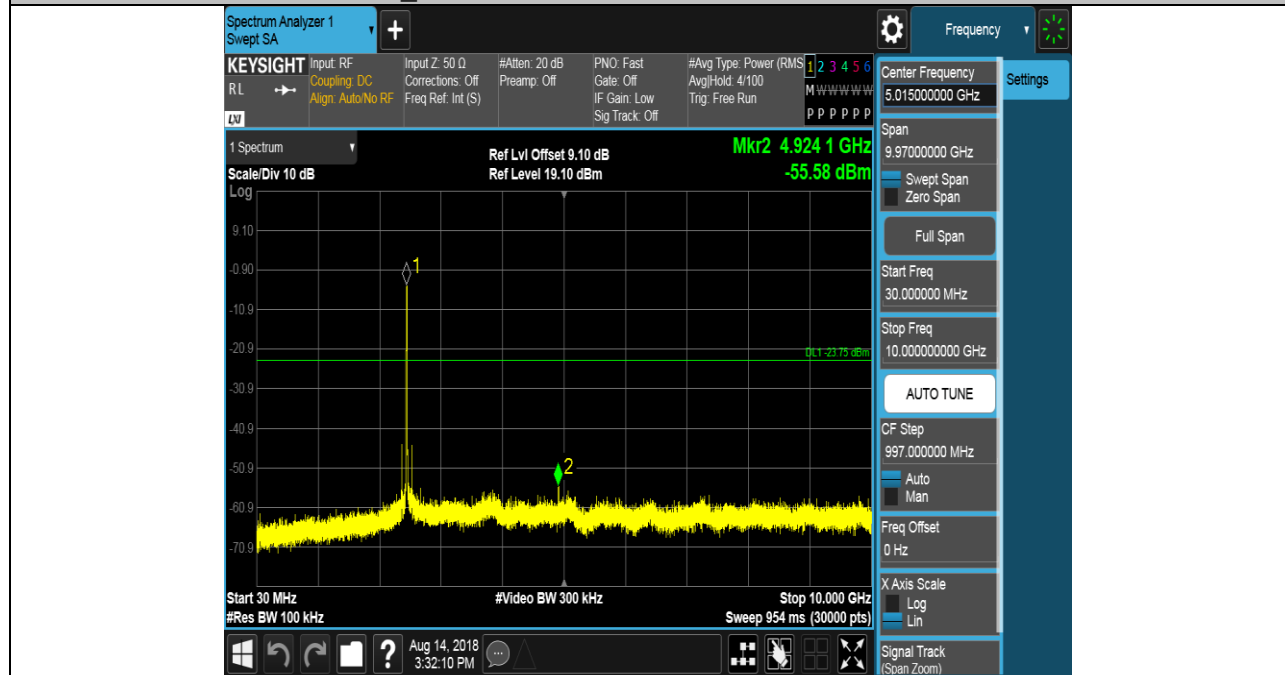 Spectrum Analyzer 1
Swept SA
+
Frequency
KEYSIGHT
RL
LXI
Input: RF
Coupling: DC
Align: Auto/No RF
Input Z: 50 Ω
Corrections: Off
Freq Ref: Int (S)
#Atten: 20 dB
Preamp: Off
PNO: Fast
Gate: Off
IF Gain: Low
Sig Track: Off
#Avg Type: Power (RMS
Avg|Hold: 4/100
Trig: Free Run
1 2 3 4 5 6
M W W W W W
P P P P P P
1 Spectrum
Scale/Div 10 dB
Log
Ref Lvl Offset 9.10 dB
Ref Level 19.10 dBm
Mkr2 4.924 1 GHz
-55.58 dBm
9.10
-0.90
-10.9
-20.9
-30.9
-40.9
-50.9
-60.9
-70.9
1
DL1 -23.75 dBm
2
Start 30 MHz
#Res BW 100 kHz
#Video BW 300 kHz
Stop 10.000 GHz
Sweep 954 ms (30000 pts)
Aug 14, 2018
3:32:10 PM
?
Center Frequency
5.015000000 GHz
Span
9.97000000 GHz
Swept Span
Zero Span
Full Span
Start Freq
30.000000 MHz
Stop Freq
10.000000000 GHz
AUTO TUNE
CF Step
997.000000 MHz
Auto
Man
Freq Offset
0 Hz
X Axis Scale
Log
Lin
Signal Track
(Span Zoom)
Settings